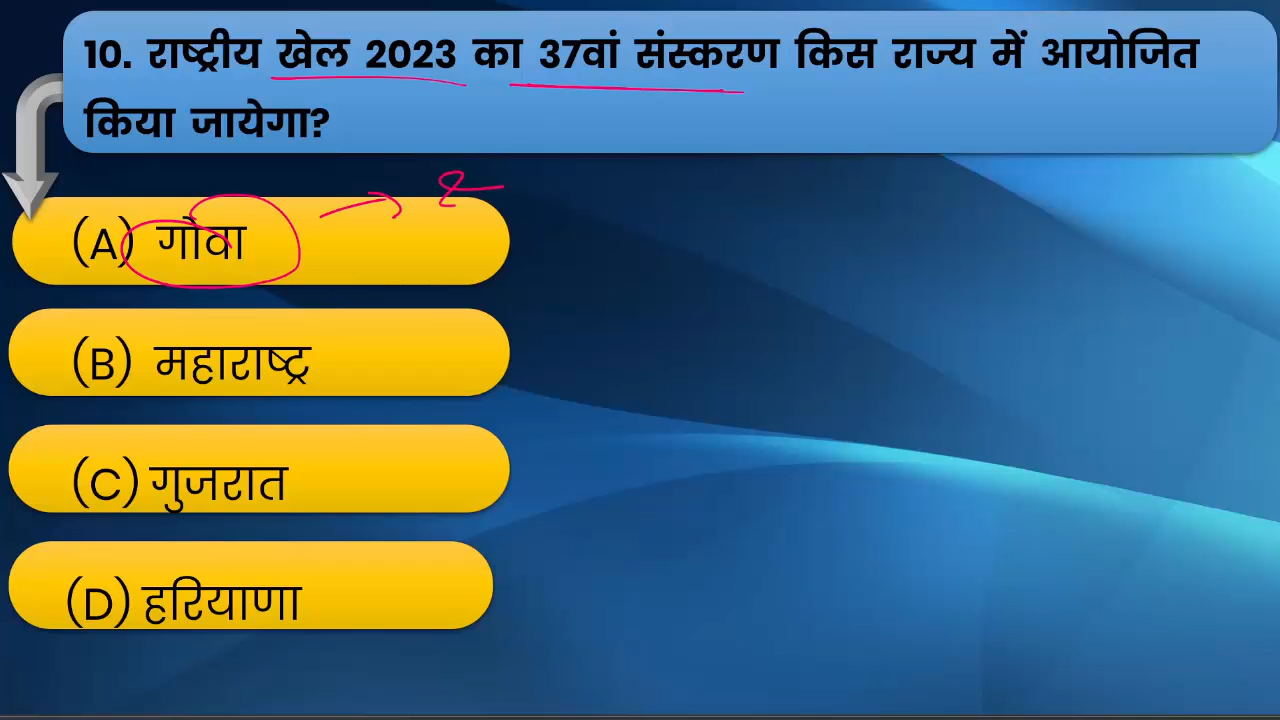 10. राष्ट्रीय खेल 2023 का 37वां संस्करण किस राज्य में आयोजित
किया जायेगा?
(A) गोवा
(B) महाराष्ट्र
(C) गुजरात
(D) हरियाणा